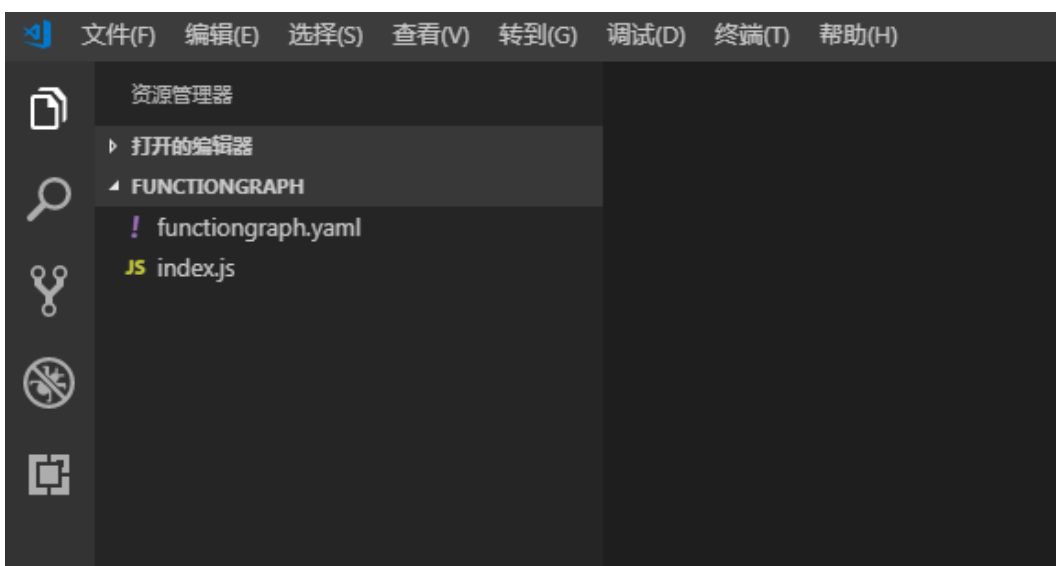 文件(F) 编辑(E) 选择(S) 查看(V) 转到(G) 调试(D) 终端(T) 帮助(H)
资源管理器
打开的编辑器
FUNCTIONGRAPH
! functiongraph.yaml
JS index.js